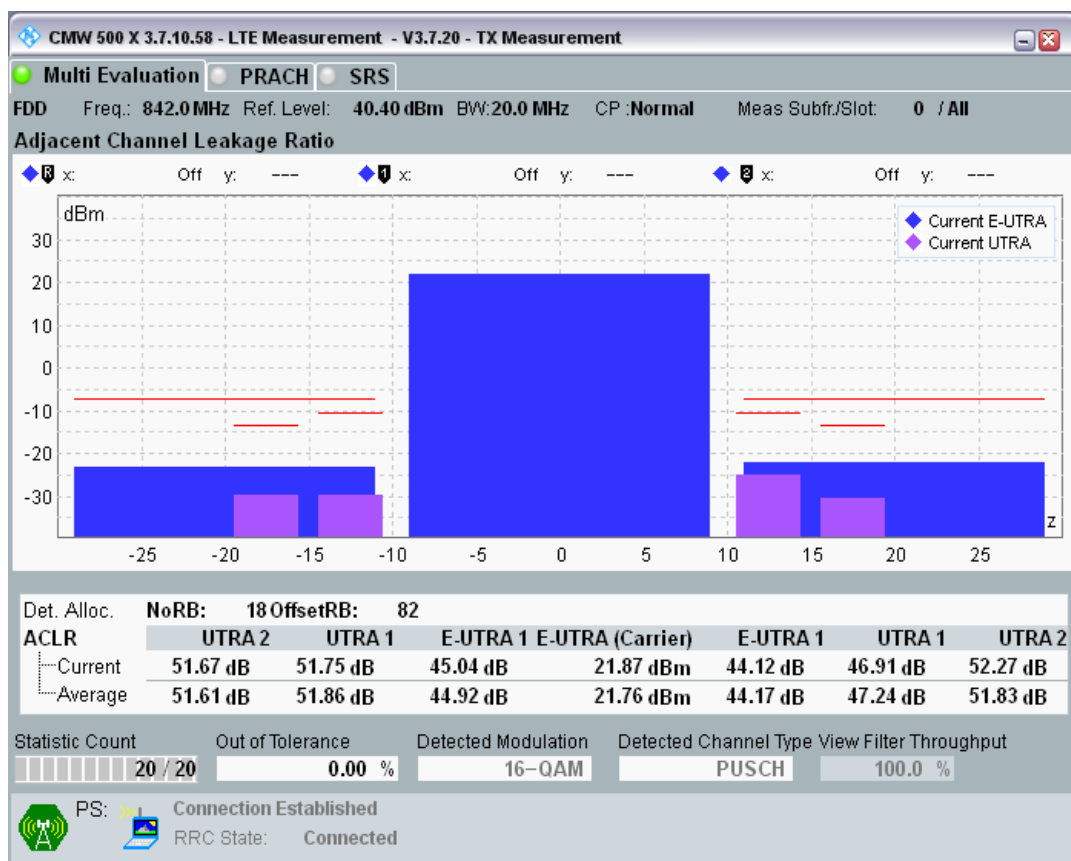 CMW 500 X 3.7.10.58 - LTE Measurement - V3.7.20 - TX Measurement
Multi Evaluation PRACH SRS
FDD Freq.: 842.0 MHz Ref. Level: 40.40 dBm BW:20.0 MHz CP :Normal Meas Subfr./Slot: 0 / All
Adjacent Channel Leakage Ratio
R x: Off y: --- 1 x: Off y: --- 2 x: Off y: ---
dBm
Current E-UTRA
Current UTRA
30
20
10
0
-10
-20
-30
z
-25 -20 -15 -10 -5 0 5 10 15 20 25
Det. Alloc. NoRB: 18 OffsetRB: 82
ACLR UTRA 2 UTRA 1 E-UTRA 1 E-UTRA (Carrier) E-UTRA 1 UTRA 1 UTRA 2
Current 51.67 dB 51.75 dB 45.04 dB 21.87 dBm 44.12 dB 46.91 dB 52.27 dB
Average 51.61 dB 51.86 dB 44.92 dB 21.76 dBm 44.17 dB 47.24 dB 51.83 dB
Statistic Count Out of Tolerance Detected Modulation Detected Channel Type View Filter Throughput
20 / 20 0.00 % 16-QAM PUSCH 100.0 %
PS: Connection Established
RRC State: Connected